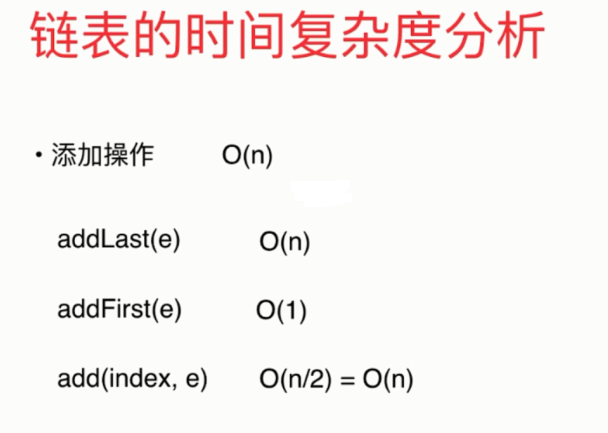 链表的时间复杂度分析
• 添加操作 O(n)
addLast(e) O(n)
addFirst(e) O(1)
add(index, e) O(n/2) = O(n)